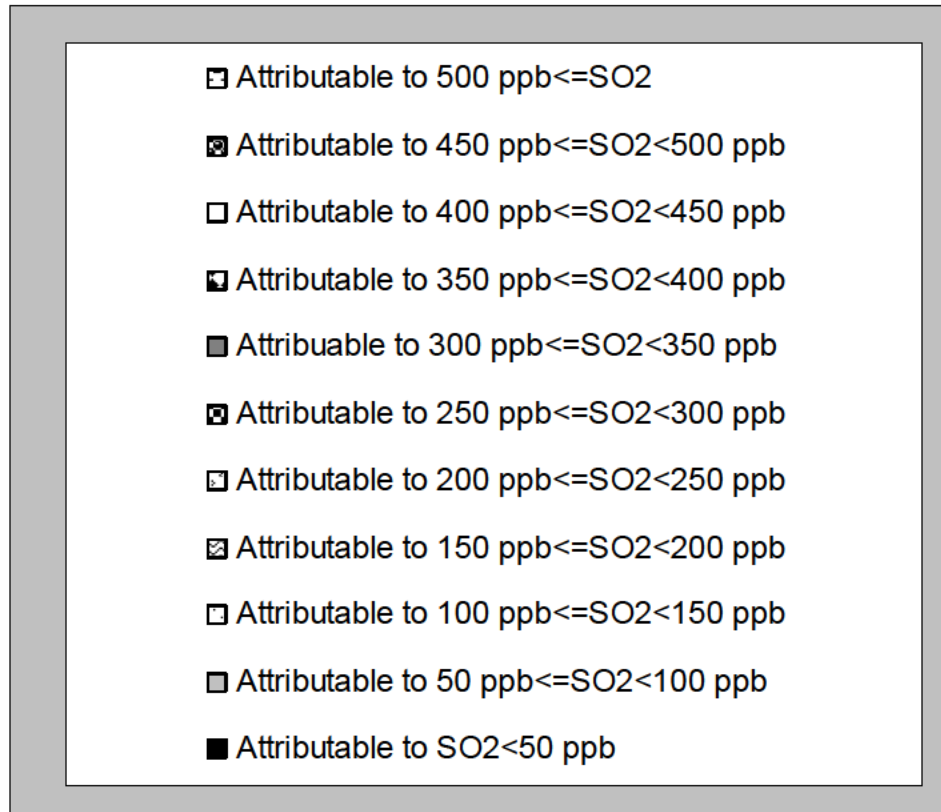 Attributable to 500 ppb<=SO2
Attributable to 450 ppb<=SO2<500 ppb
Attributable to 400 ppb<=SO2<450 ppb
Attributable to 350 ppb<=SO2<400 ppb
Attribuable to 300 ppb<=SO2<350 ppb
Attributable to 250 ppb<=SO2<300 ppb
Attributable to 200 ppb<=SO2<250 ppb
Attributable to 150 ppb<=SO2<200 ppb
Attributable to 100 ppb<=SO2<150 ppb
Attributable to 50 ppb<=SO2<100 ppb
Attributable to SO2<50 ppb